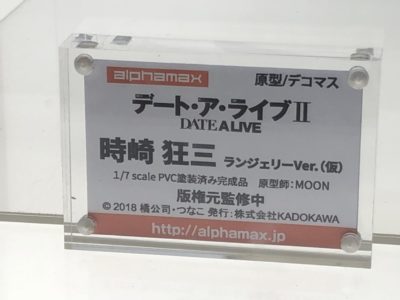 alphamax 原型/デコマス
デート・ア・ライブⅡ
DATE A LIVE
時崎 狂三 ランジェリーVer.(仮)
1/7 scale PVC塗装済み完成品 原型師:MOON
版権元監修中
© 2018 橘公司・つなこ 発行:株式会社KADOKAWA
http://alphamax.jp